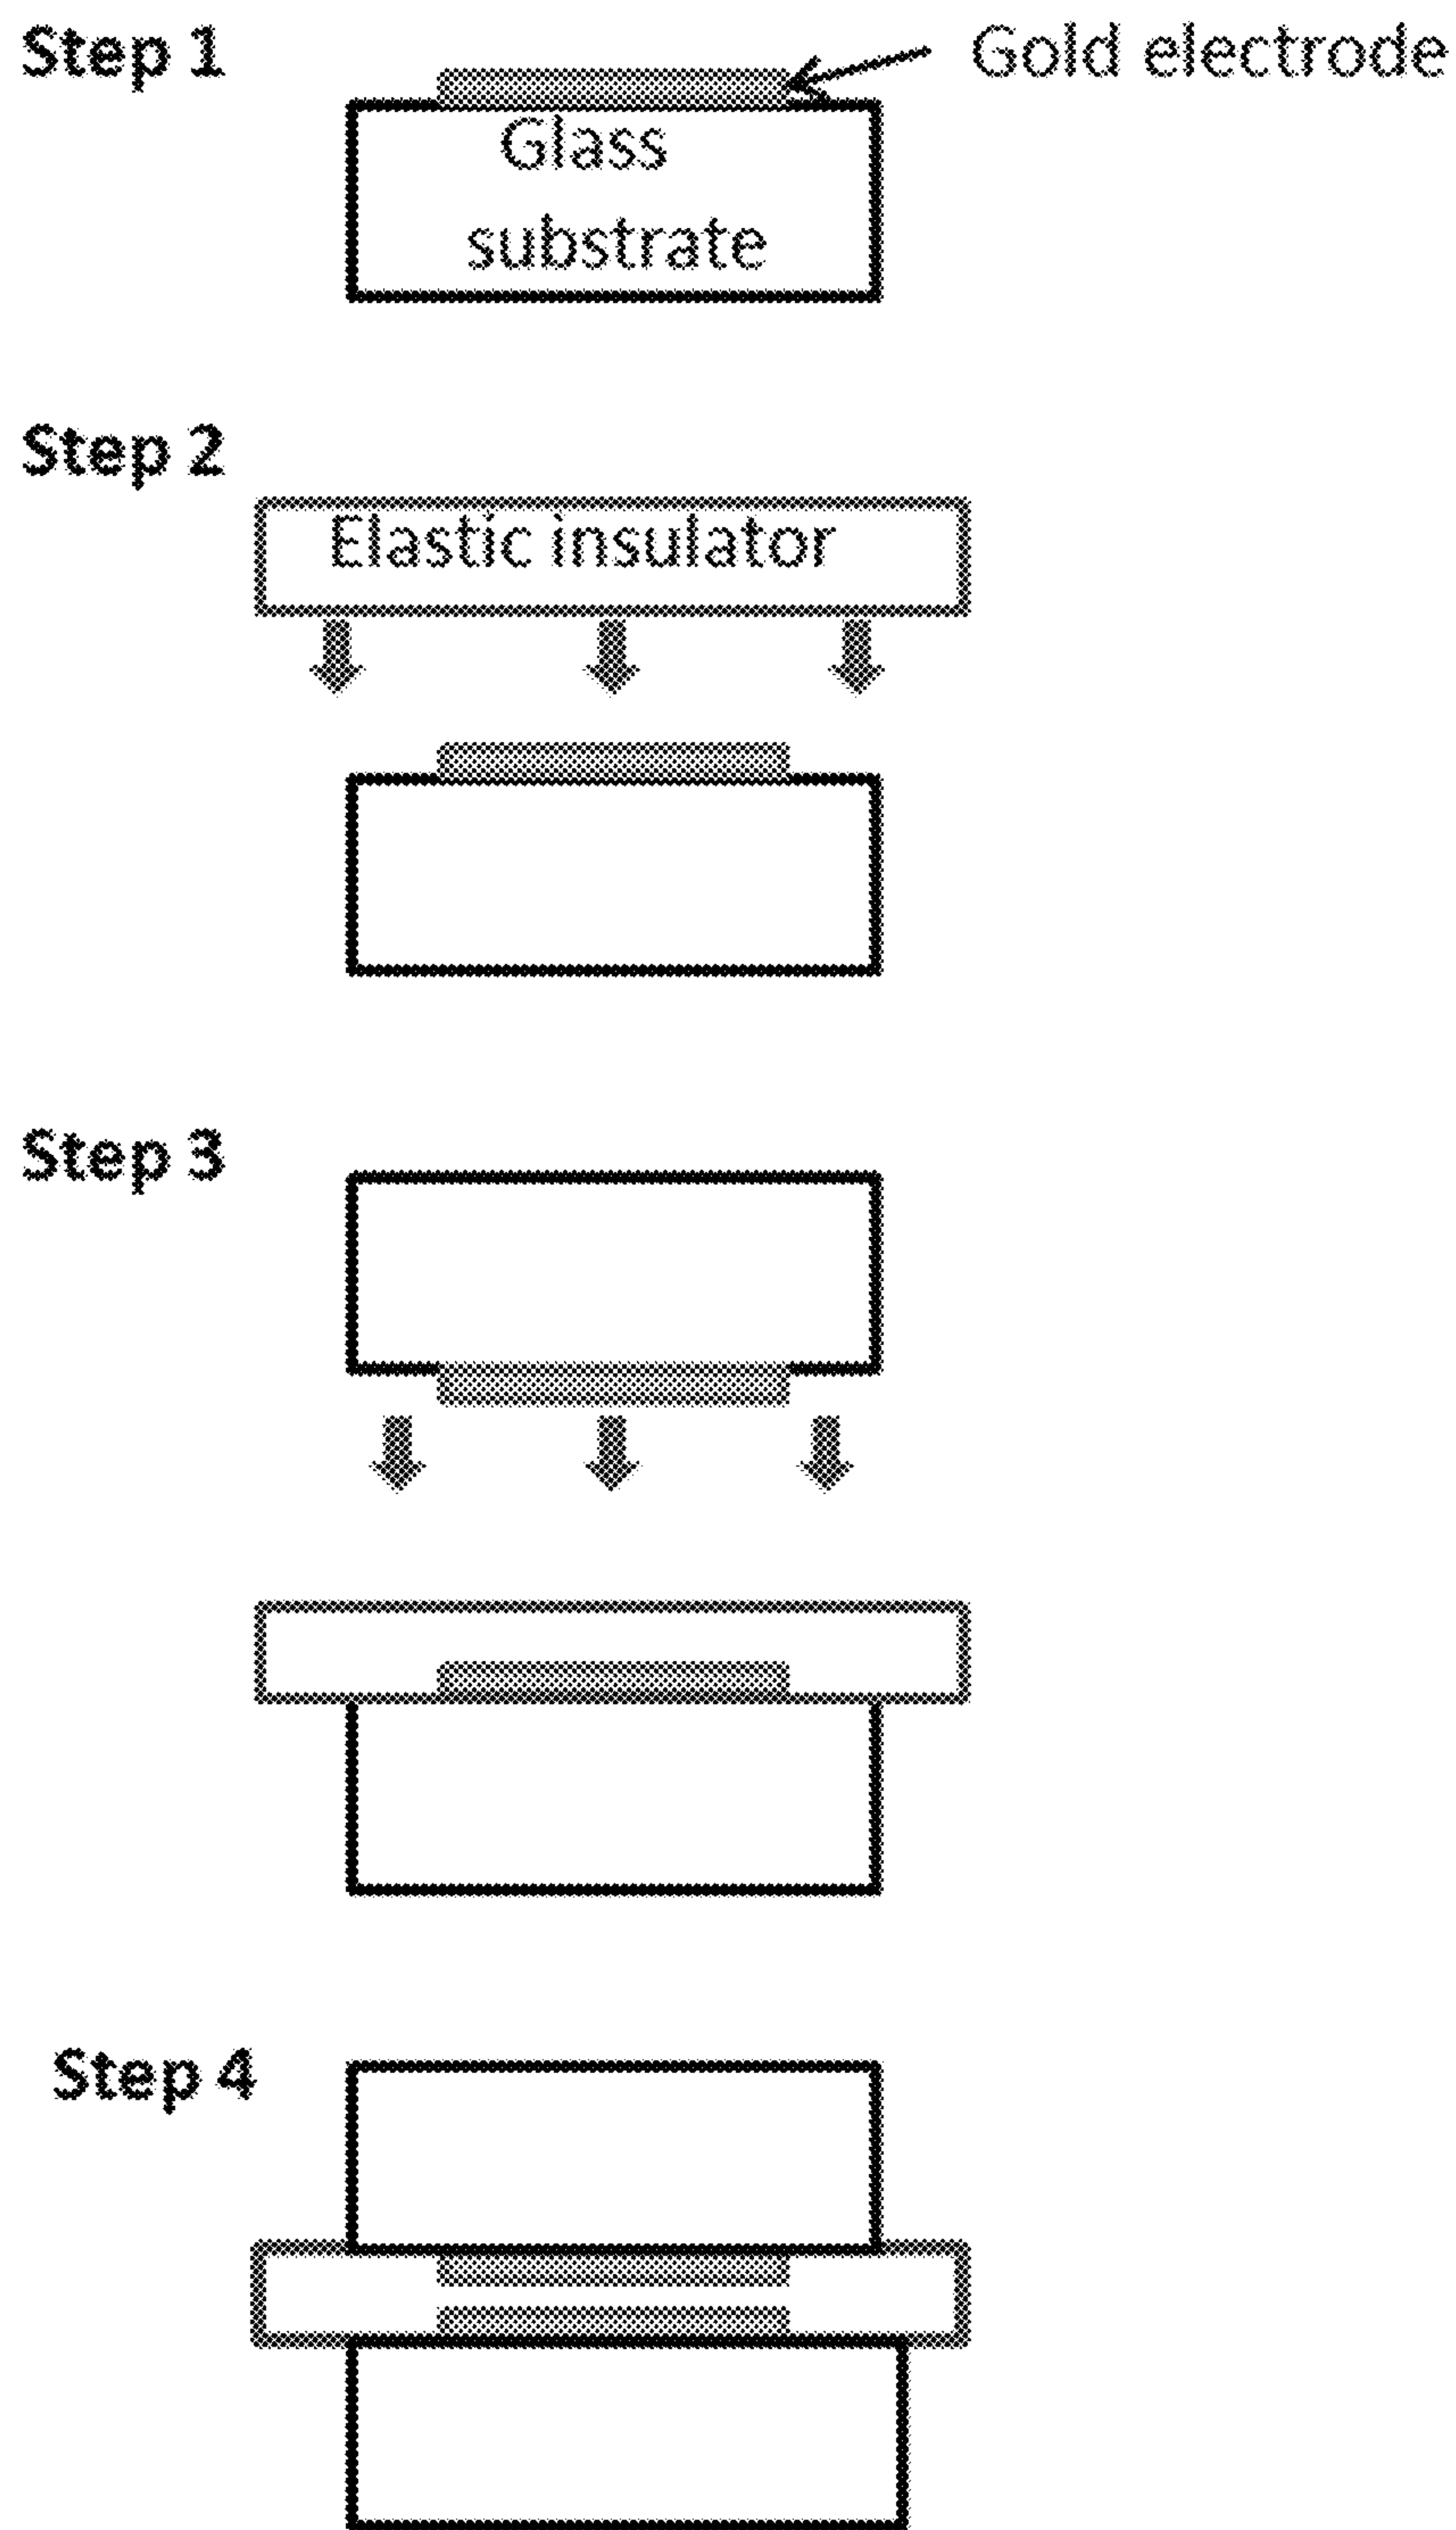 Step 1
Gold electrode
Glass
substrate
Step 2
Elastic insulator
Step 3
Step 4